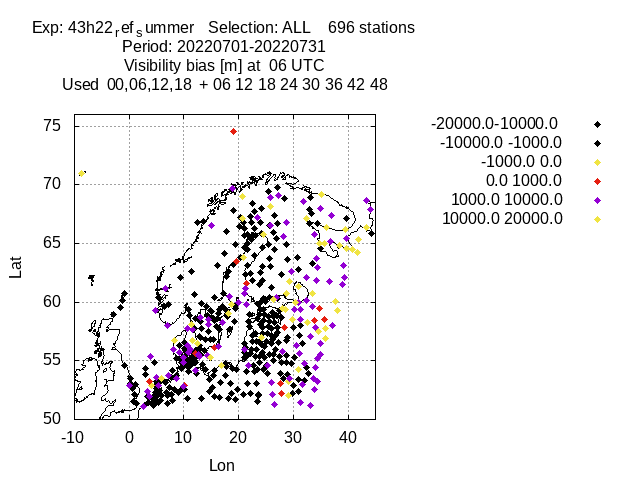 Exp: 43h22ref summer Selection: ALL 696 stations
Period: 20220701-20220731
Visibility bias [m] at 06 UTC
Used 00,06,12,18 + 06 12 18 24 30 36 42 48
-20000.0-10000.0
-10000.0 -1000.0
-1000.0 0.0
0.0 1000.0
1000.0 10000.0
10000.0 20000.0
75
70
65
60
55
50
Lat
-10 0 10 20 30 40
Lon